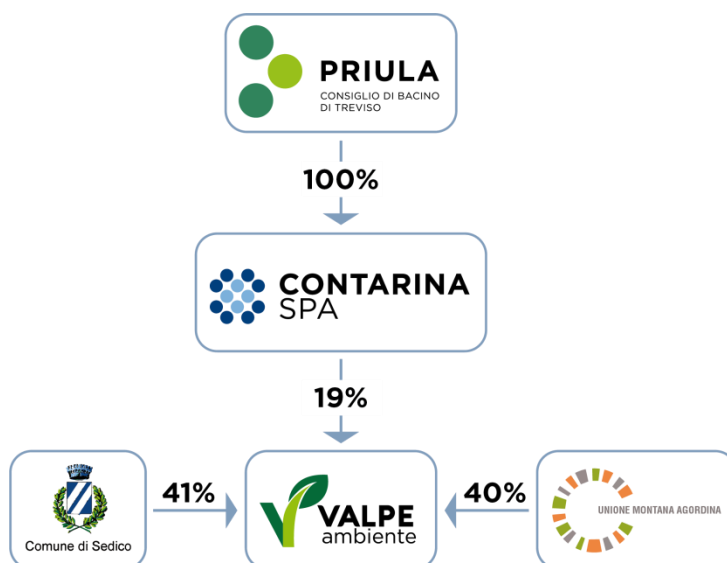 PRIULA
CONSIGLIO DI BACINO
DI TREVISO
100%
CONTARINA
SPA
19%
Comune di Sedico
41%
VALPE
ambiente
40%
UNIONE MONTANA AGORDINA